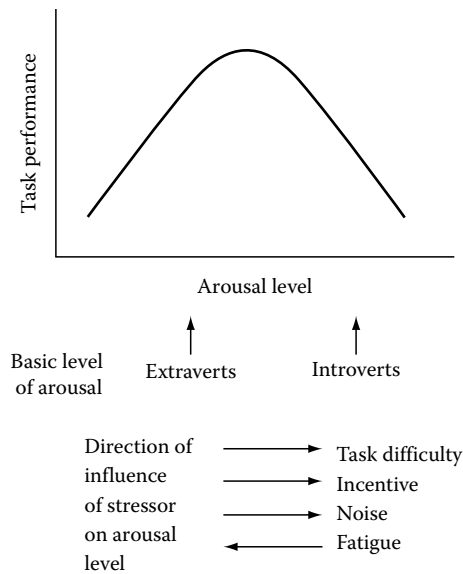 Task performance
Arousal level
Basic level
of arousal
Extraverts
Introverts
Direction of
influence
of stressor
on arousal
level
Task difficulty
Incentive
Noise
Fatigue